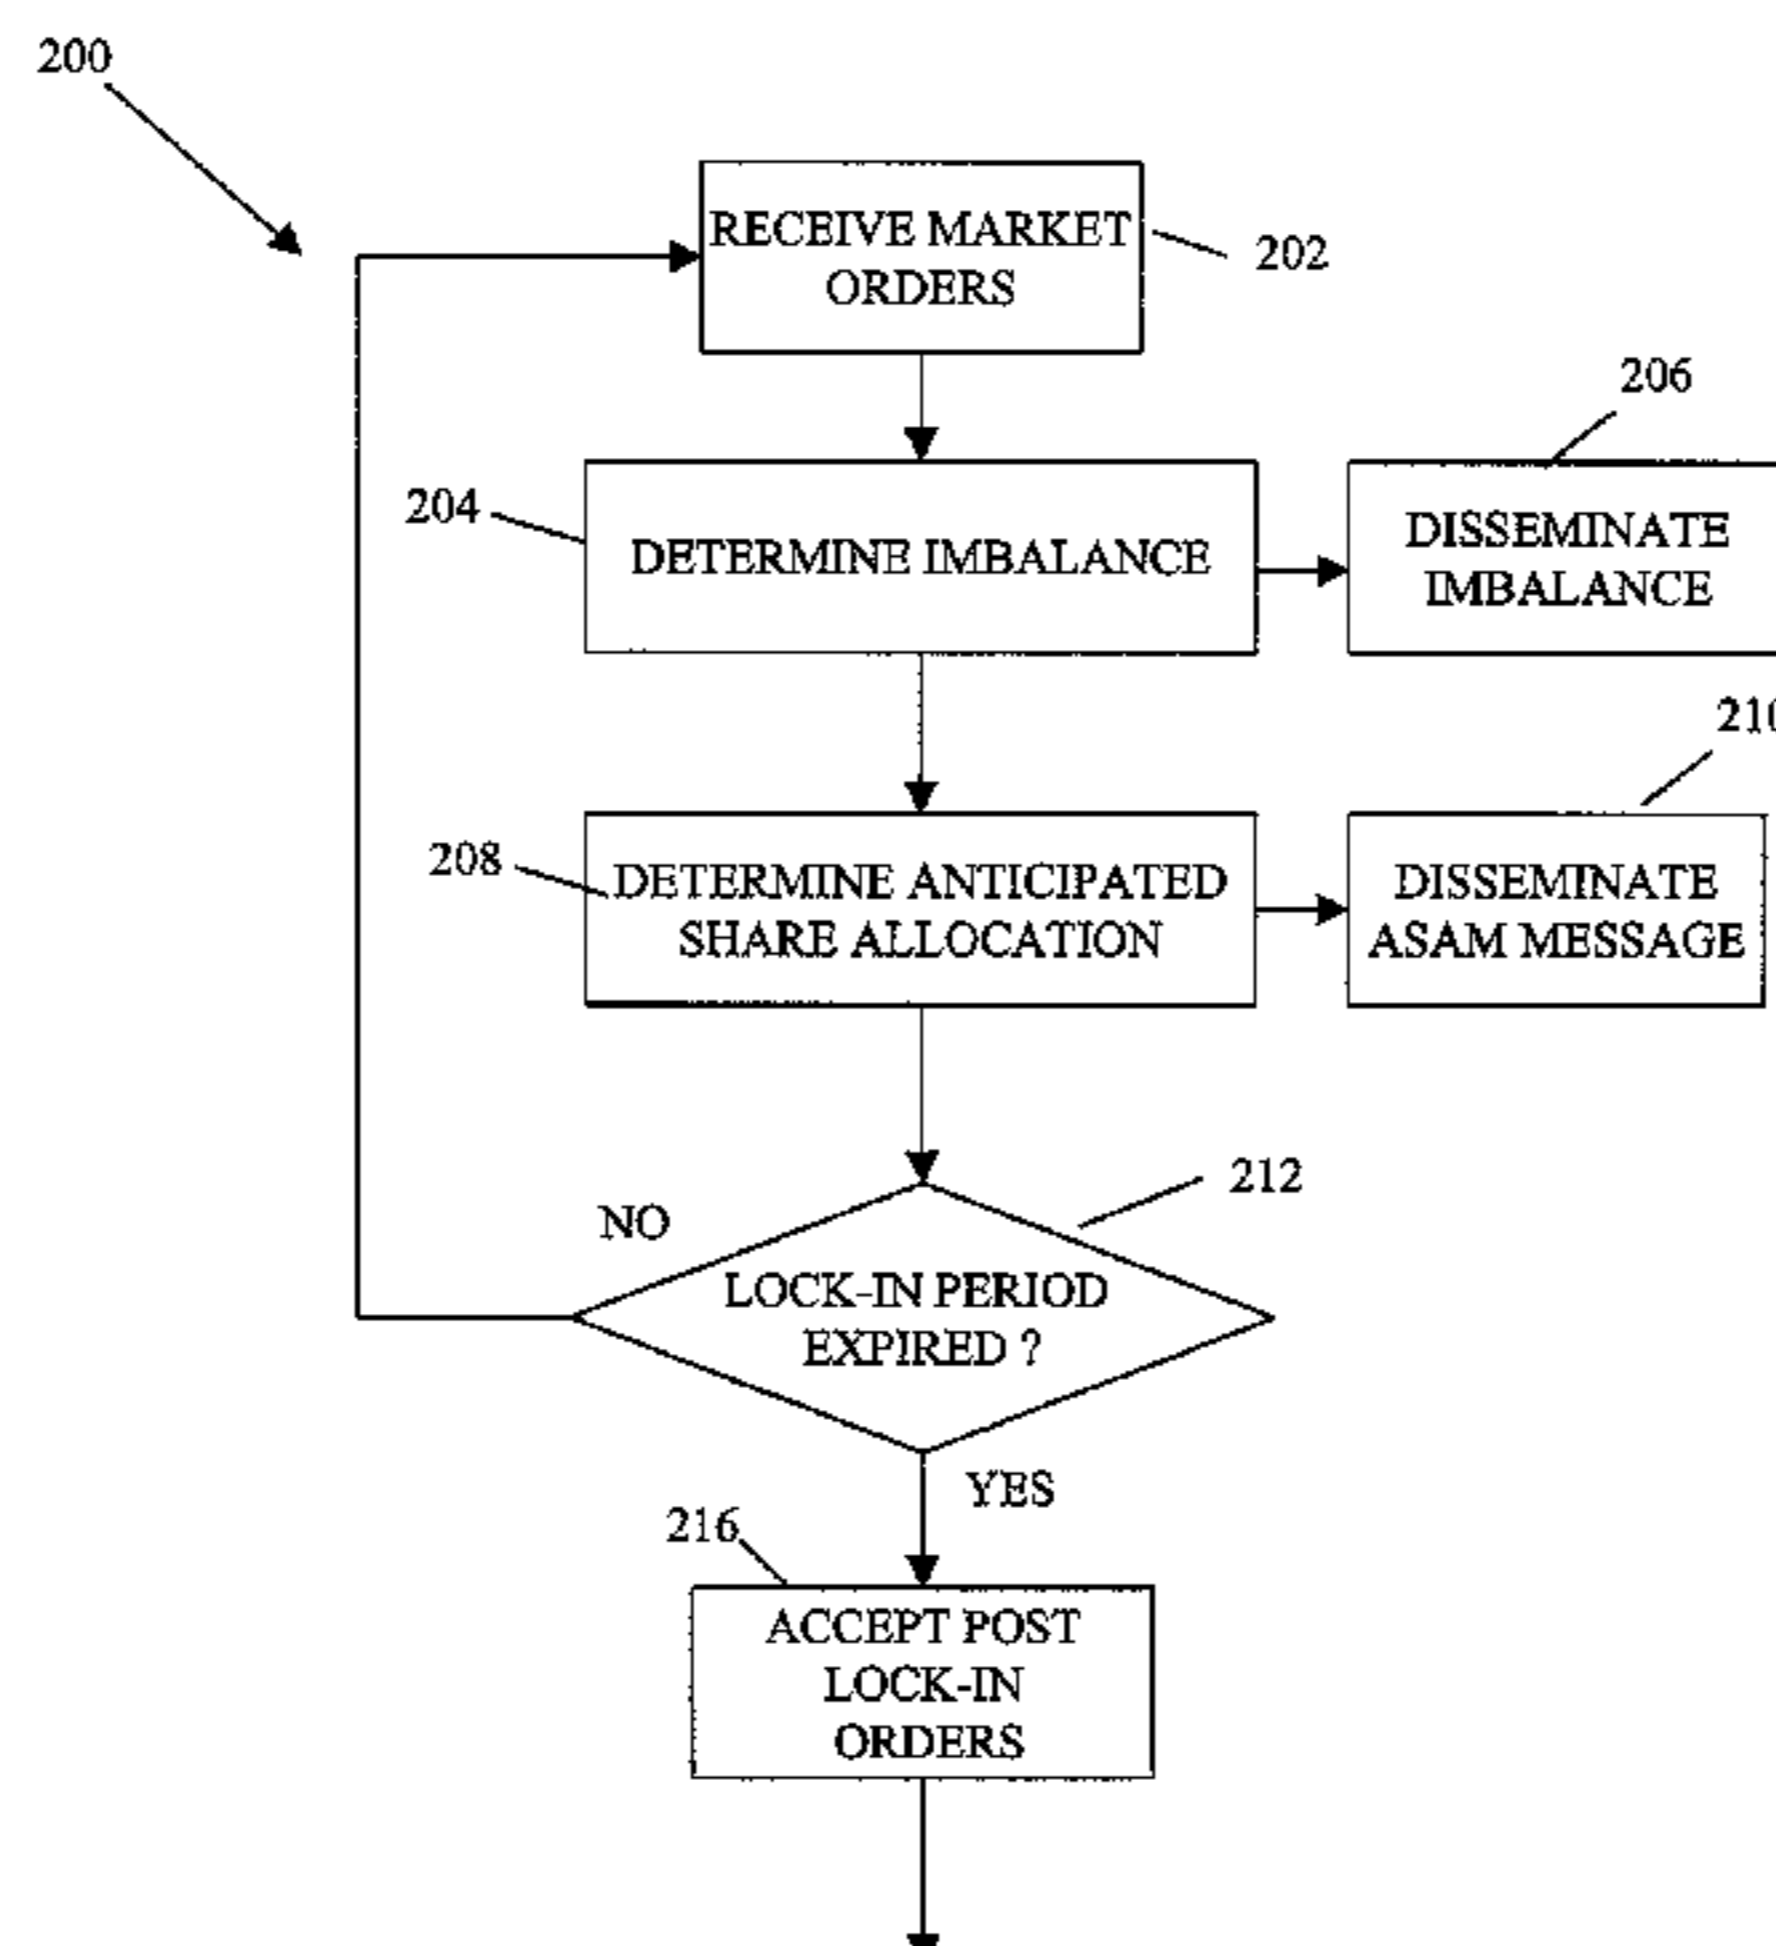 200
RECEIVE MARKET
ORDERS
202
206
204
DETERMINE IMBALANCE
DISSEMINATE
IMBALANCE
210
208
DETERMINE ANTICIPATED
SHARE ALLOCATION
DISSEMINATE
ASAM MESSAGE
212
NO
LOCK-IN PERIOD
EXPIRED ?
YES
216
ACCEPT POST
LOCK-IN
ORDERS